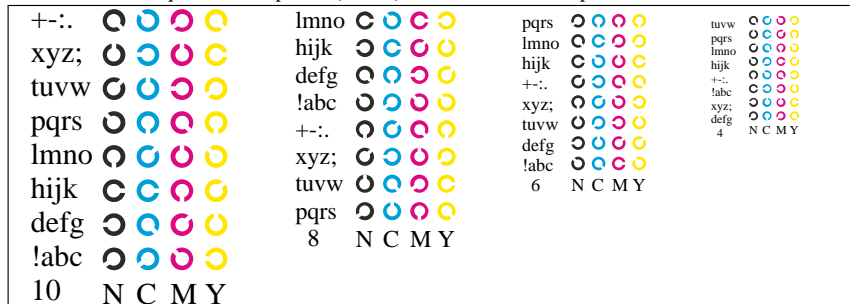 +-:.
xyz;
tuvw
pqrs
lmno
hijk
defg
!abc
10 N C M Y
lmno
hijk
defg
!abc
+-:.
xyz;
tuvw
pqrs
8 N C M Y
pqrs
lmno
hijk
+-:.
xyz;
tuvw
defg
!abc
6 N C M Y
tuvw
pqrs
lmno
hijk
+-:.
!abc
xyz;
defg
4 N C M Y